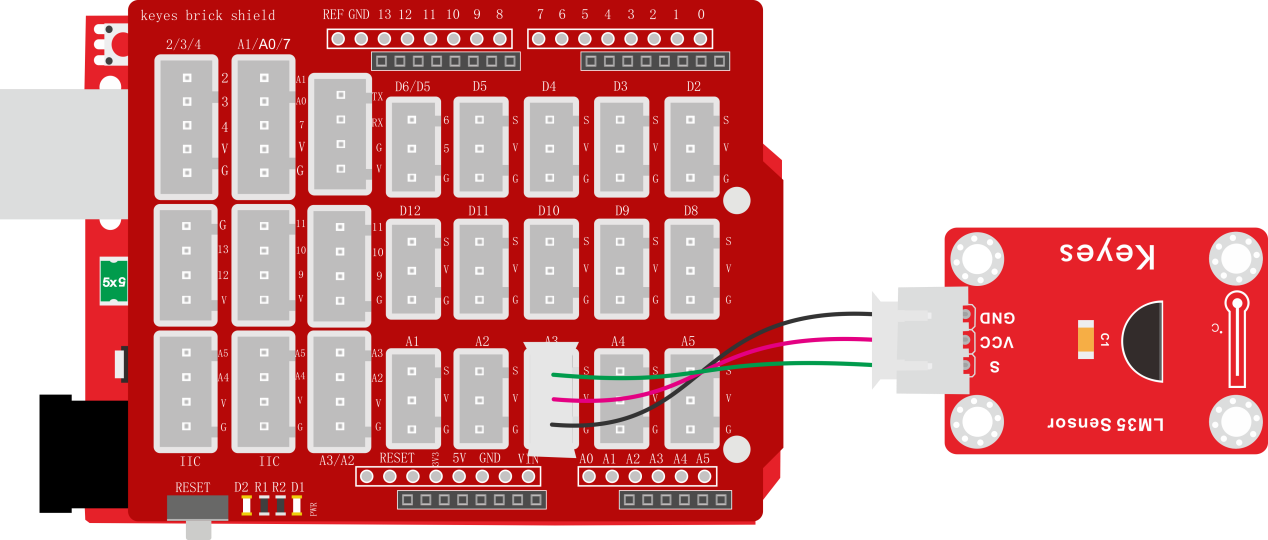 keyes brick shield
REF GND 13 12 11 10 9 8 7 6 5 4 3 2 1 0
2/3/4 A1/A0/7
2 A1
3 A0
4 7
V V
G G
TX
RX
G
V
D6/D5 D5 D4 D3 D2
6 S S S S
5 V V V V
G G G G G
D12 D11 D10 D9 D8
G 11 11
13 10 10
12 9 9
V V G
S S S S S
V V V V V
G G G G G
A1 A2 A3 A4 A5
A5 A5 A3
A4 A4 A2
V V V
G G G
S S S S S
V V V V V
G G G G G
IIC IIC A3/A2
RESET 3V3 5V GND VIN A0 A1 A2 A3 A4 A5
RESET D2 R1 R2 D1
PWR
5x5
Keyes
GND
VCC
S
C1
°C
LM35 Sensor